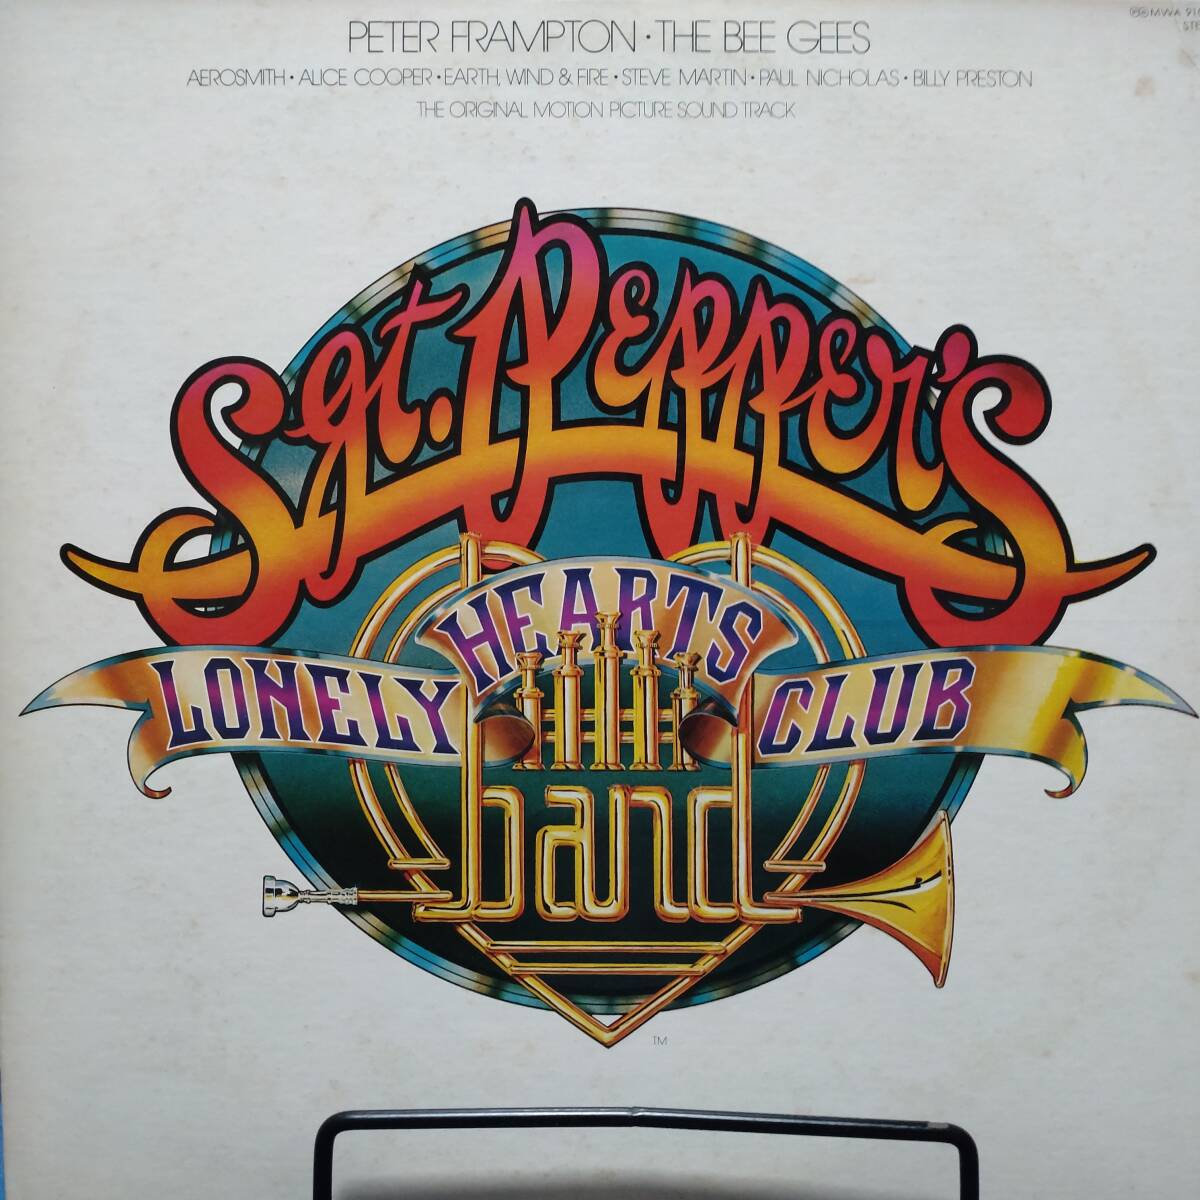 PETER FRAMPTON • THE BEE GEES
AEROSMITH • ALICE COOPER • EARTH, WIND & FIRE • STEVE MARTIN • PAUL NICHOLAS • BILLY PRESTON
THE ORIGINAL MOTION PICTURE SOUND TRACK
MWA
Sgt. Pepper's
LONELY HEARTS CLUB
band
TM